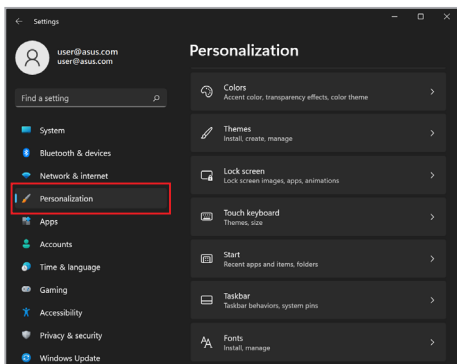 Settings
user@asus.com
user@asus.com
Find a setting
System
Bluetooth & devices
Network & internet
Personalization
Apps
Accounts
Time & language
Gaming
Accessibility
Privacy & security
Windows Update
Personalization
Colors
Accent color, transparency effects, color theme
Themes
Install, create, manage
Lock screen
Lock screen images, apps, animations
Touch keyboard
Themes, size
Start
Recent apps and items, folders
Taskbar
Taskbar behaviors, system pins
Fonts
Install, manage